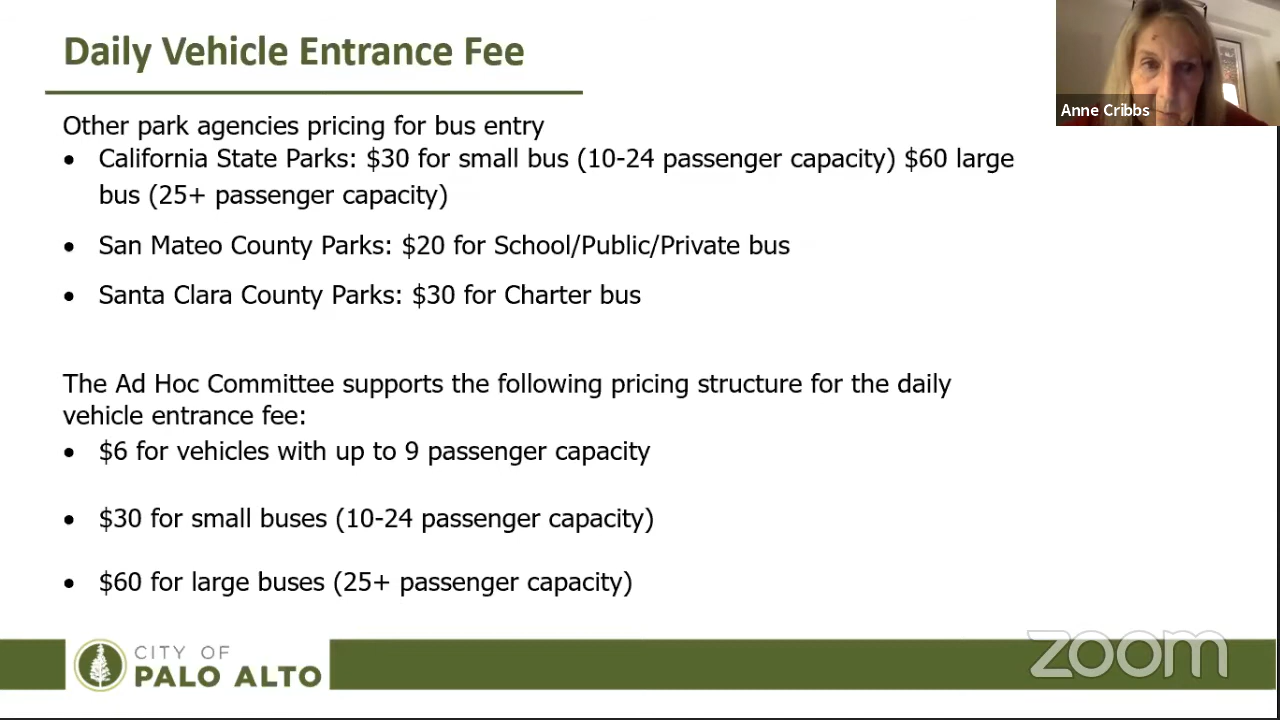 Daily Vehicle Entrance Fee
Anne Cribbs
Other park agencies pricing for bus entry
• California State Parks: $30 for small bus (10-24 passenger capacity) $60 large
bus (25+ passenger capacity)
• San Mateo County Parks: $20 for School/Public/Private bus
• Santa Clara County Parks: $30 for Charter bus
The Ad Hoc Committee supports the following pricing structure for the daily
vehicle entrance fee:
• $6 for vehicles with up to 9 passenger capacity
• $30 for small buses (10-24 passenger capacity)
• $60 for large buses (25+ passenger capacity)
CITY OF
PALO ALTO
zoom